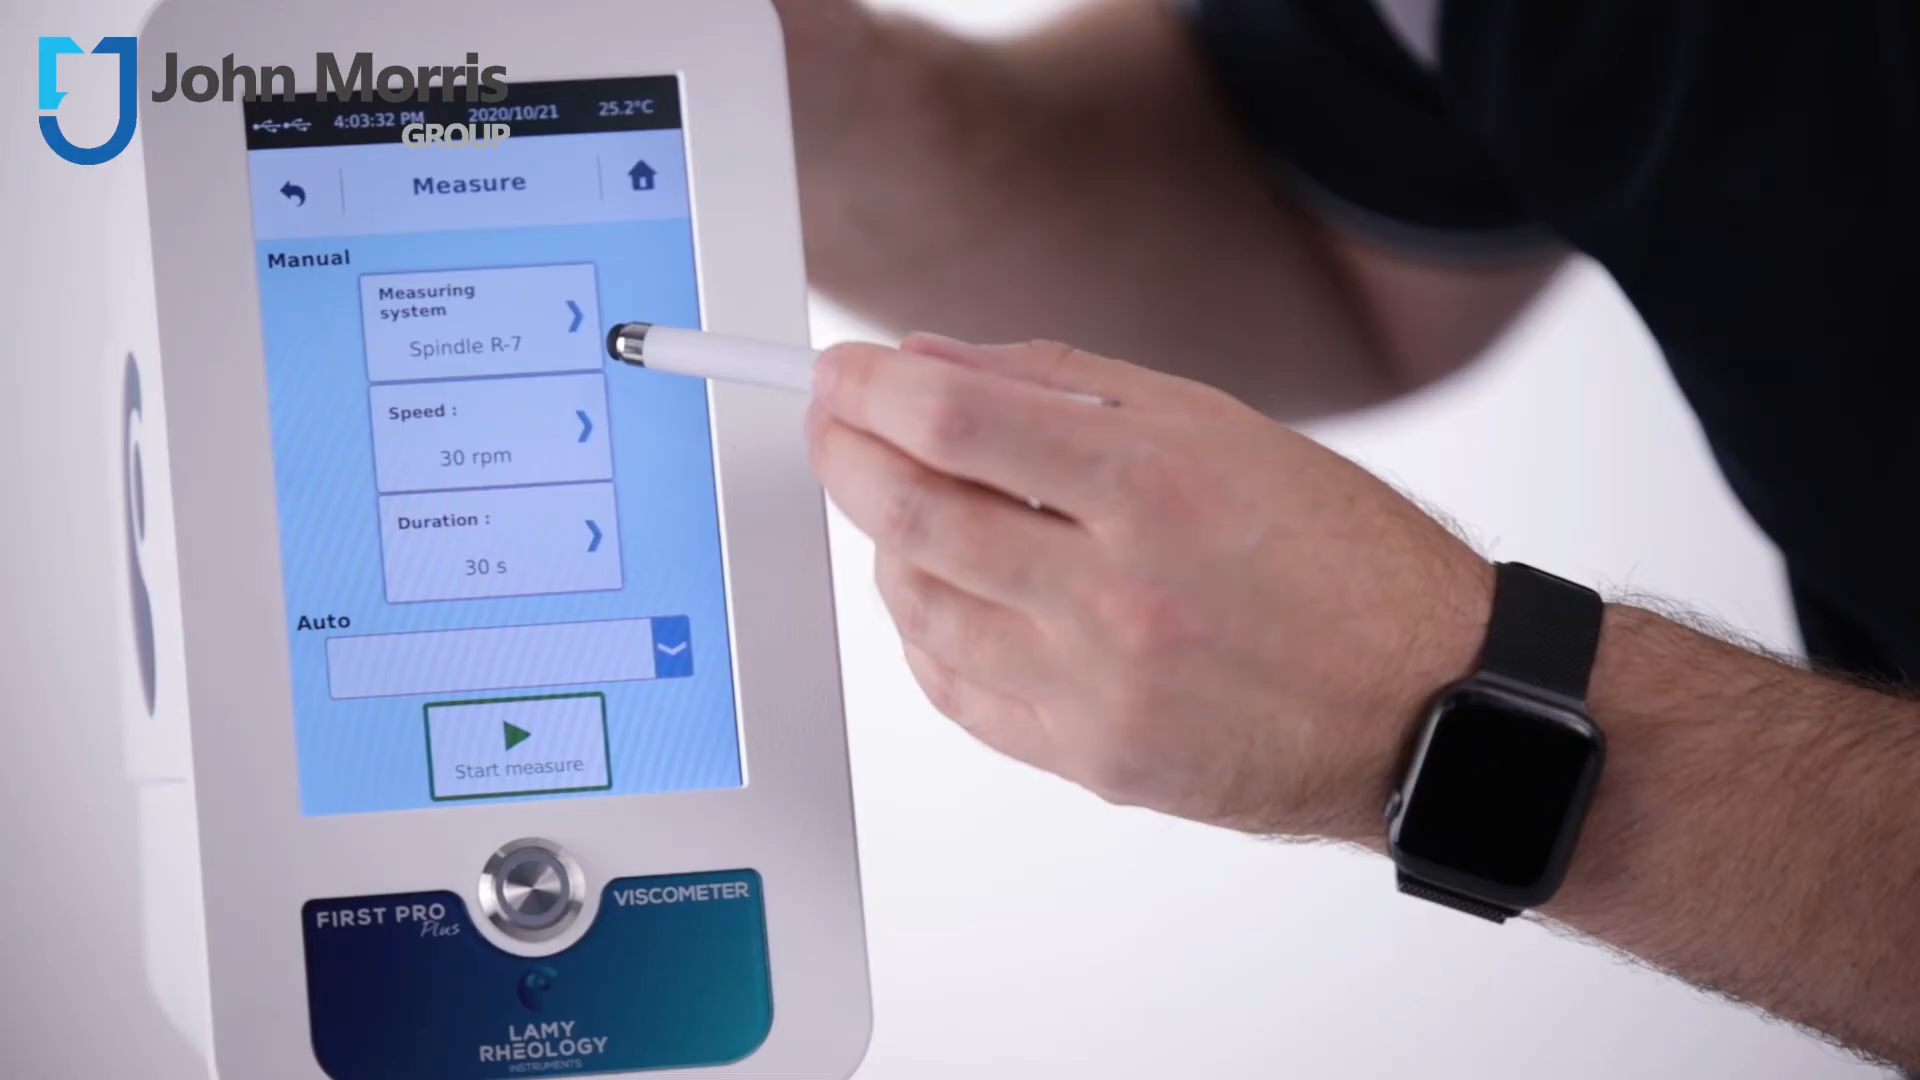 John Morris
GROUP
4:03:32 PM 2020/10/21 25.2°C
Measure
Manual
Measuring
system
Spindle R-7
Speed :
30 rpm
Duration :
30 s
Auto
Start measure
FIRST PRO
Plus
VISCOMETER
LAMY
RHEOLOGY
INSTRUMENTS